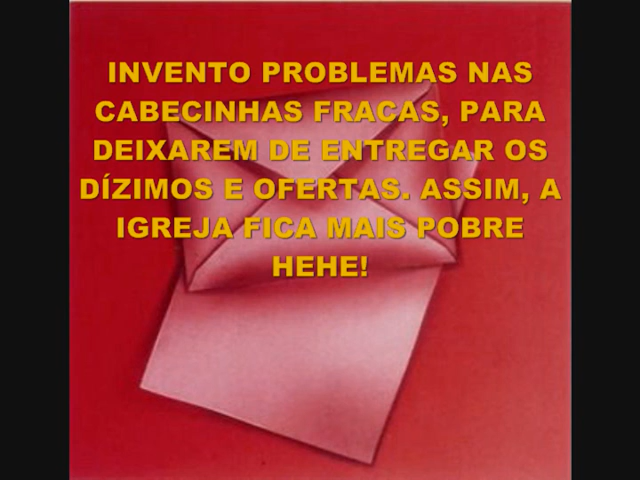 INVENTO PROBLEMAS NAS
CABECINHAS FRACAS, PARA
DEIXAREM DE ENTREGAR OS
DÍZIMOS E OFERTAS. ASSIM, A
IGREJA FICA MAIS POBRE
HEHE!